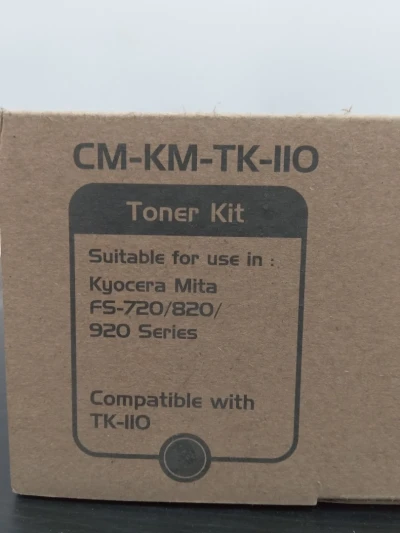 CM-KM-TK-110
Toner Kit
Suitable for use in :
Kyocera Mita
FS-720/820/
920 Series
Compatible with
TK-110